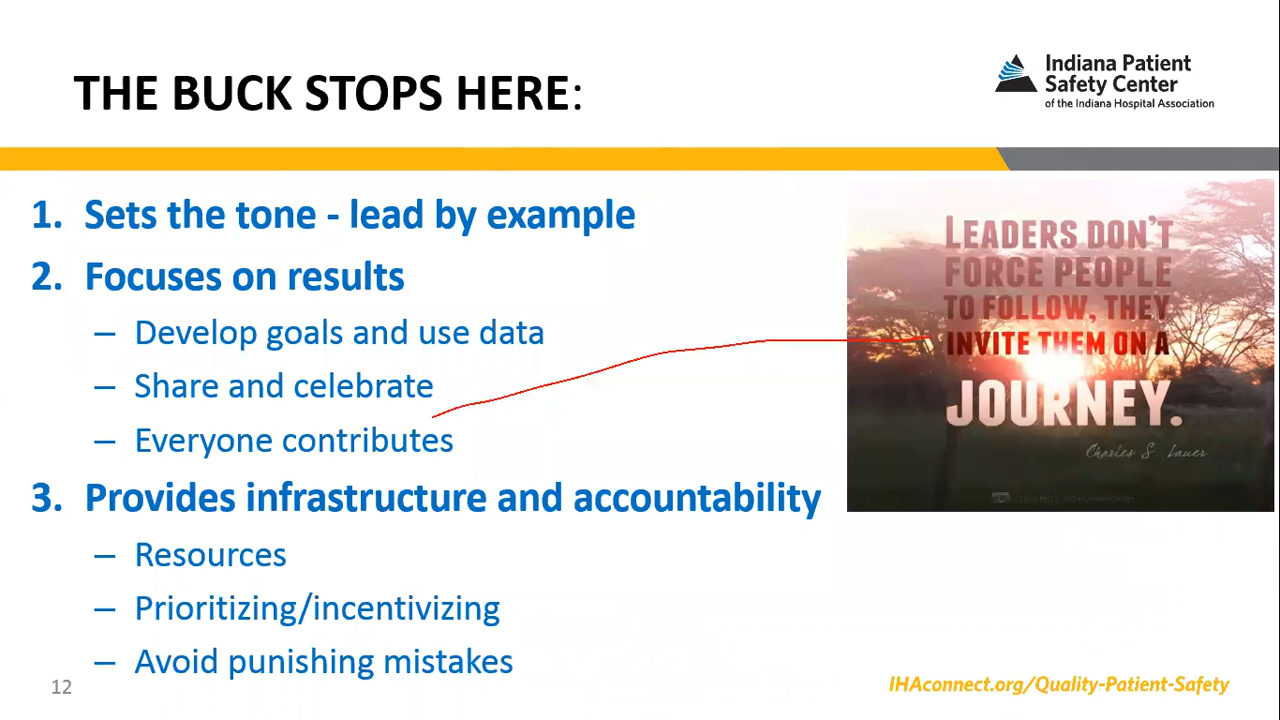 THE BUCK STOPS HERE:
Indiana Patient
Safety Center
of the Indiana Hospital Association
1. Sets the tone - lead by example
2. Focuses on results
– Develop goals and use data
– Share and celebrate
– Everyone contributes
3. Provides infrastructure and accountability
– Resources
– Prioritizing/incentivizing
– Avoid punishing mistakes
LEADERS DON'T
FORCE PEOPLE
TO FOLLOW, THEY
INVITE THEM ON A
JOURNEY.
Charles S. Lauer
12
IHAconnect.org/Quality-Patient-Safety